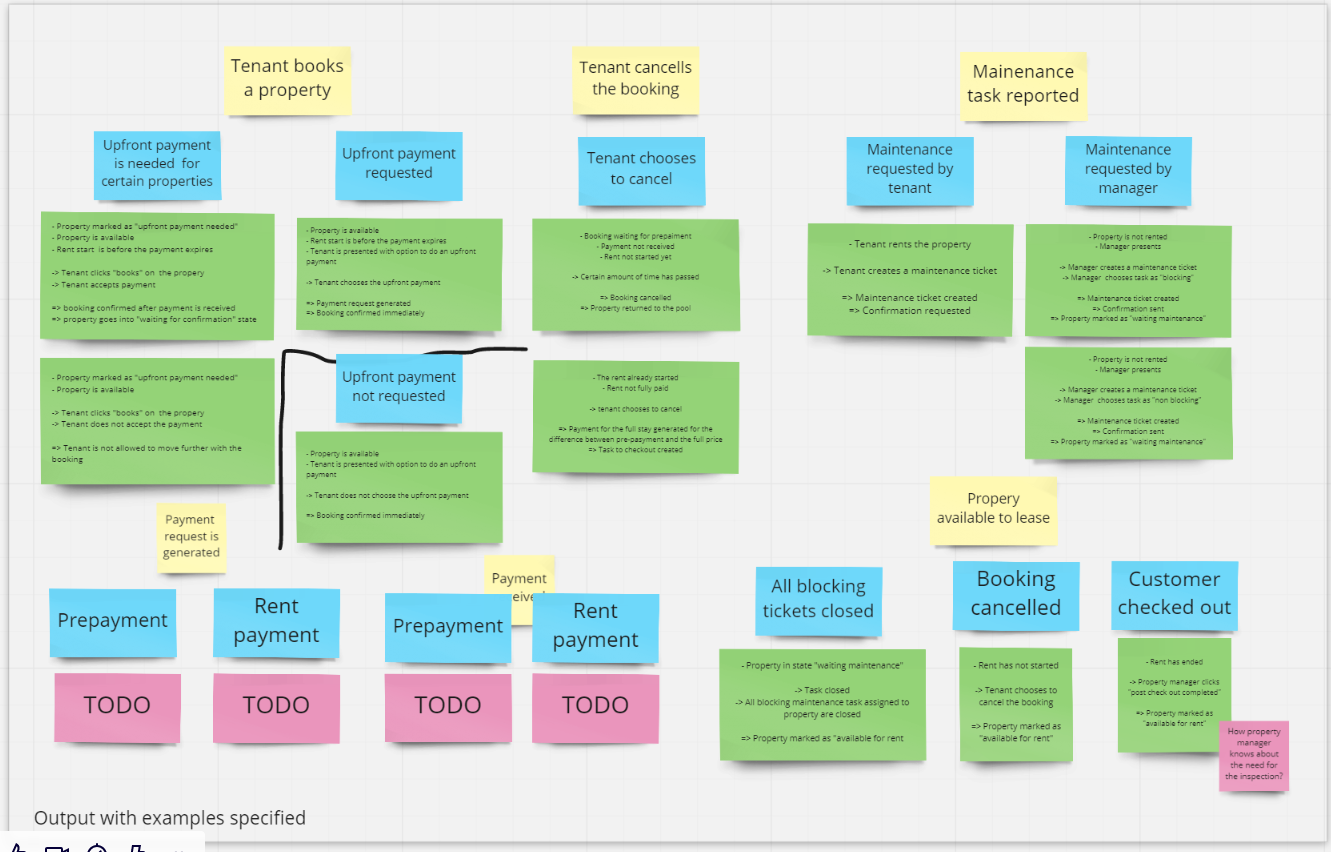 Tenant books
a property
Upfront payment
is needed for
certain properties
- Property marked as "upfront payment needed"
- Property is available
- Rent start is before the payment expires
-> Tenant clicks "books" on the propery
-> Tenant accepts payment
=> booking confirmed after payment is received
=> property goes into "waiting for confirmation" state
- Property marked as "upfront payment needed"
- Property is available
-> Tenant clicks "books" on the propery
-> Tenant does not accept the payment
=> Tenant is not allowed to move further with the
booking
Upfront payment
requested
- Property is available
- Rent start is before the payment expires
- Tenant is presented with option to do an upfront
payment
-> Tenant chooses the upfront payment
=> Payment request generated
=> Booking confirmed immediately
Upfront payment
not requested
- Property is available
- Tenant is presented with option to do an upfront
payment
-> Tenant does not choose the upfront payment
=> Booking confirmed immediately
Tenant cancells
the booking
Tenant chooses
to cancel
- Booking waiting for prepaiment
- Payment not received
- Rent not started yet
-> Certain amount of time has passed
=> Booking cancelled
=> Property returned to the pool
- The rent already started
- Rent not fully paid
-> tenant chooses to cancel
=> Payment for the full stay generated for the
difference between pre-pasyment and the full price
=> Task to checkout created
Mainenance
task reported
Maintenance
requested by
tenant
- Tenant rents the property
-> Tenant creates a maintenance ticket
=> Maintenance ticket created
=> Confirmation requested
Maintenance
requested by
manager
- Property is not rented
- Manager presents
-> Manager creates a maintenance ticket
-> Manager chooses task as "blocking"
=> Maintenance ticket created
=> Confirmation sent
=> Property marked as "waiting maintenance"
- Property is not rented
- Manager presents
-> Manager creates a maintenance ticket
-> Manager chooses task as "non blocking"
=> Maintenance ticket created
=> Confirmation sent
=> Property marked as "waiting maintenance"
Payment
request is
generated
Prepayment
TODO
Rent
payment
TODO
Payment
Prepayment
TODO
Rent
payment
TODO
Propery
available to lease
All blocking
tickets closed
- Property in state "waiting maintenance"
-> Task closed
-> All blocking maintenance task assigned to
property are closed
=> Property marked as "available for rent
Booking
cancelled
- Rent has not started
-> Tenant chooses to
cancel the booking
=> Property marked as
"available for rent"
Customer
checked out
- Rent has ended
-> Property manager clicks
"post check out completed"
=> Property marked as
"available for rent"
How property
manager
knows about
the need for
the inspection?
Output with examples specified